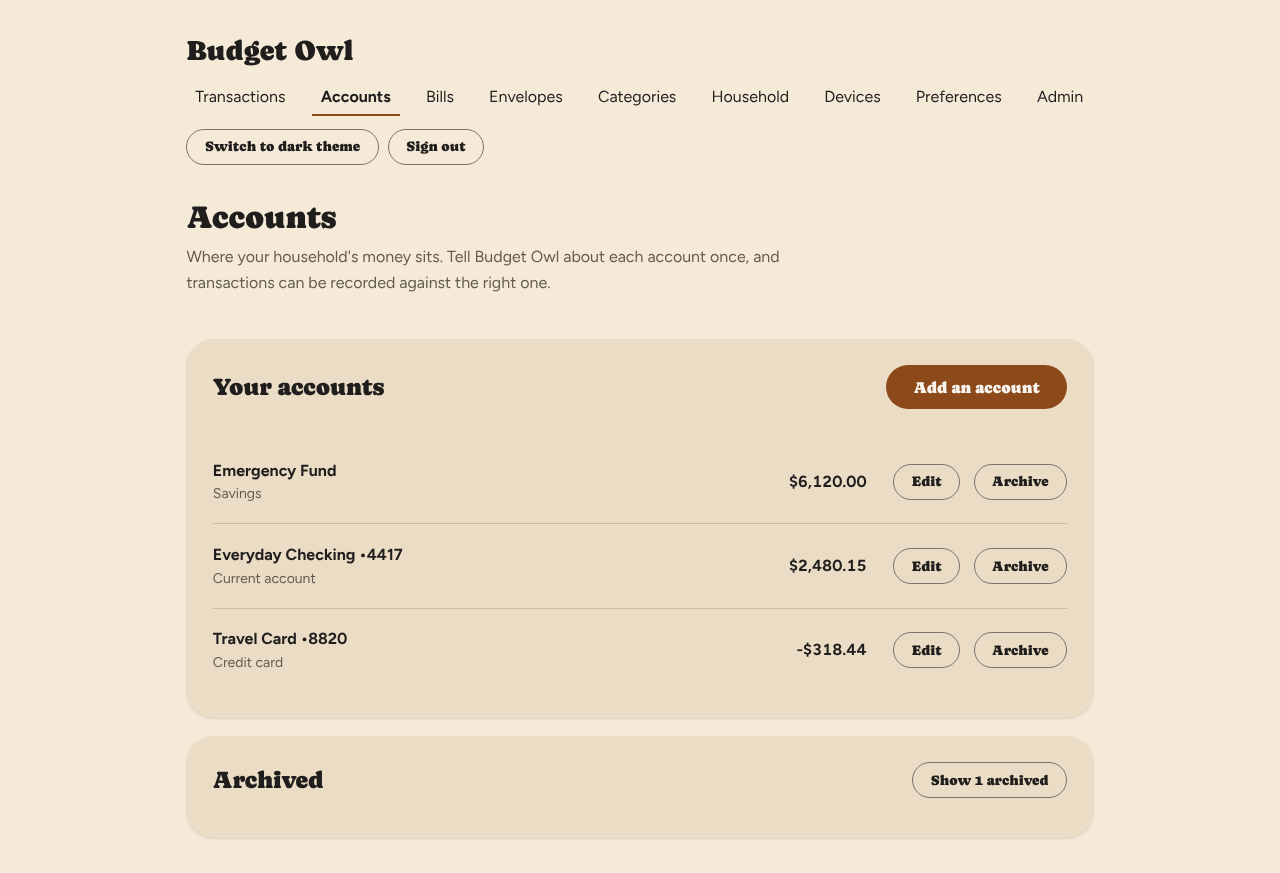 Budget Owl
Transactions Accounts Bills Envelopes Categories Household Devices Preferences Admin
Switch to dark theme Sign out
Accounts
Where your household's money sits. Tell Budget Owl about each account once, and
transactions can be recorded against the right one.
Your accounts Add an account
Emergency Fund
Savings
$6,120.00 Edit Archive
Everyday Checking •4417
Current account
$2,480.15 Edit Archive
Travel Card •8820
Credit card
-$318.44 Edit Archive
Archived Show 1 archived